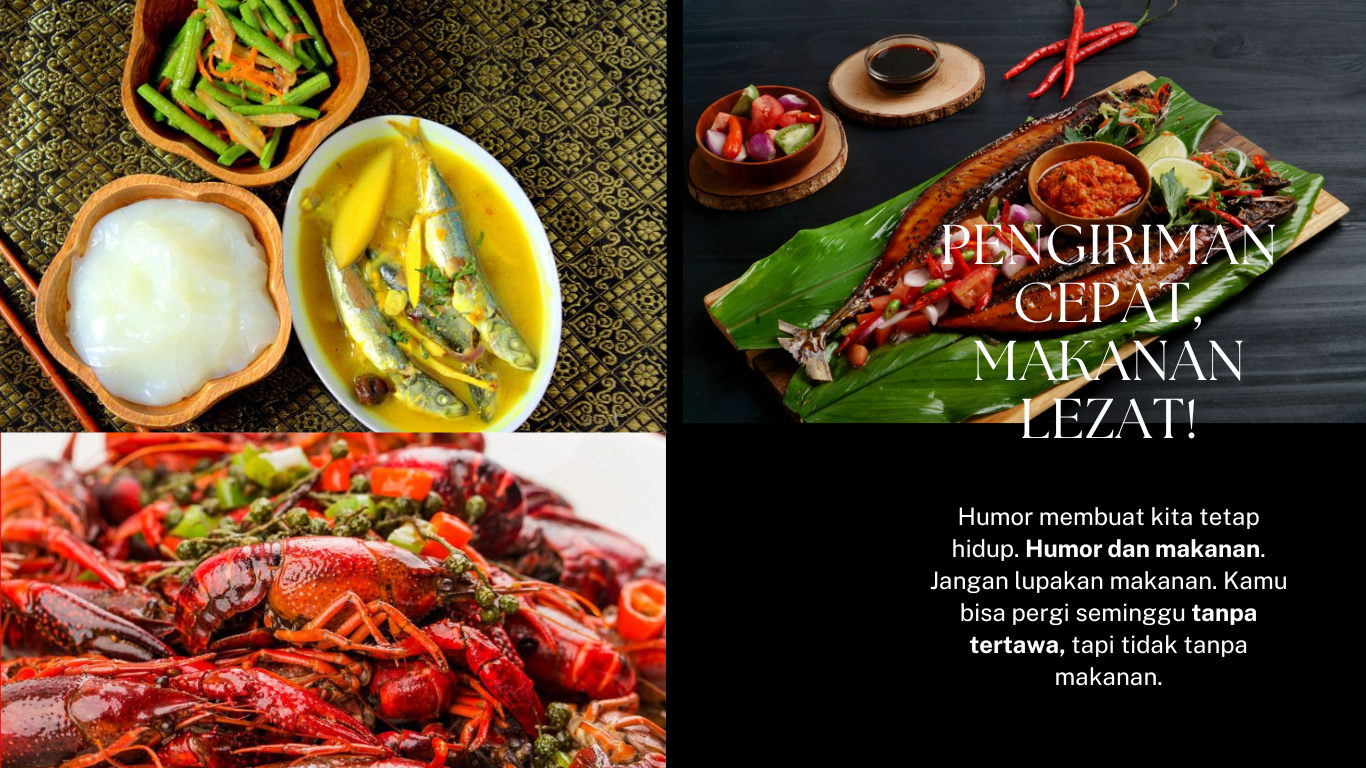 PENGIRIMAN
CEPAT,
MAKANAN
LEZAT!
Humor membuat kita tetap
hidup. Humor dan makanan.
Jangan lupakan makanan. Kamu
bisa pergi seminggu tanpa
tertawa, tapi tidak tanpa
makanan.